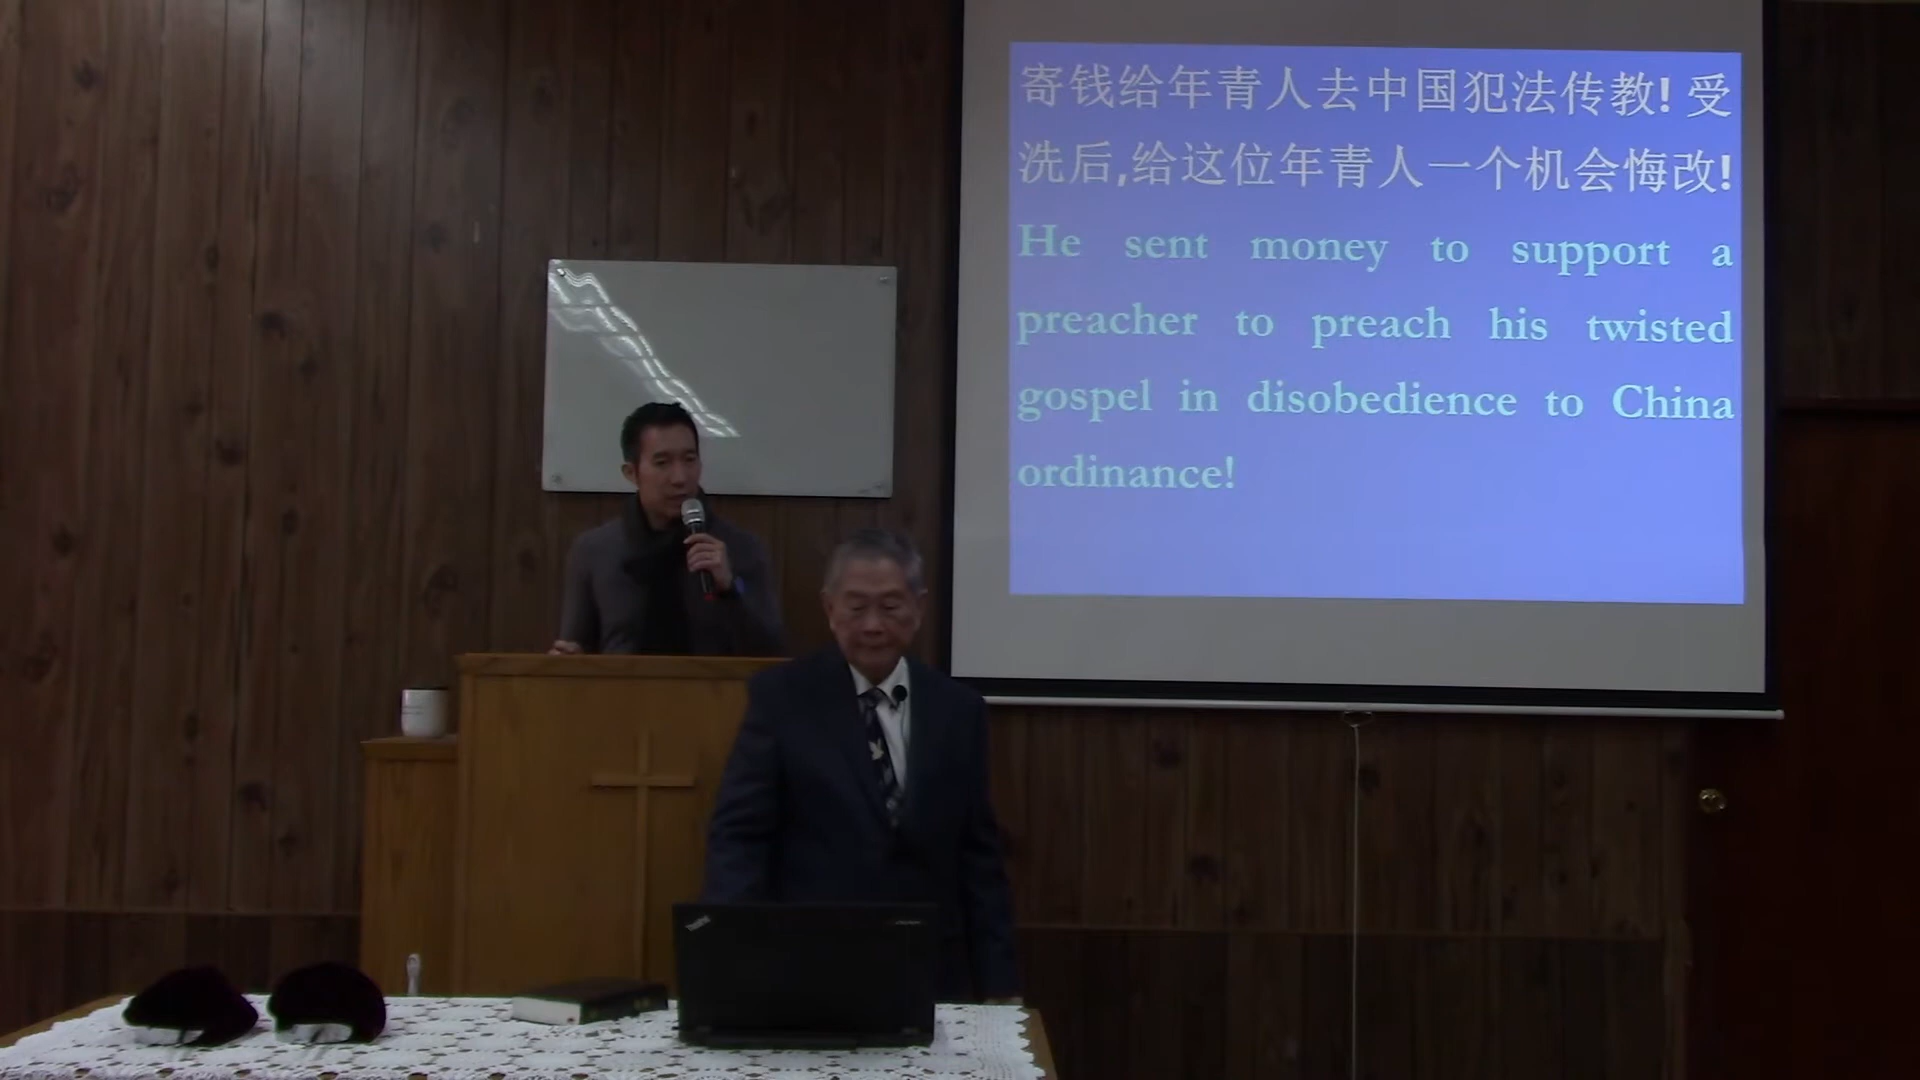 寄钱给年青人去中国犯法传教! 受
洗后,给这位年青人一个机会悔改!
He sent money to support a
preacher to preach his twisted
gospel in disobedience to China
ordinance!
ThinkPad